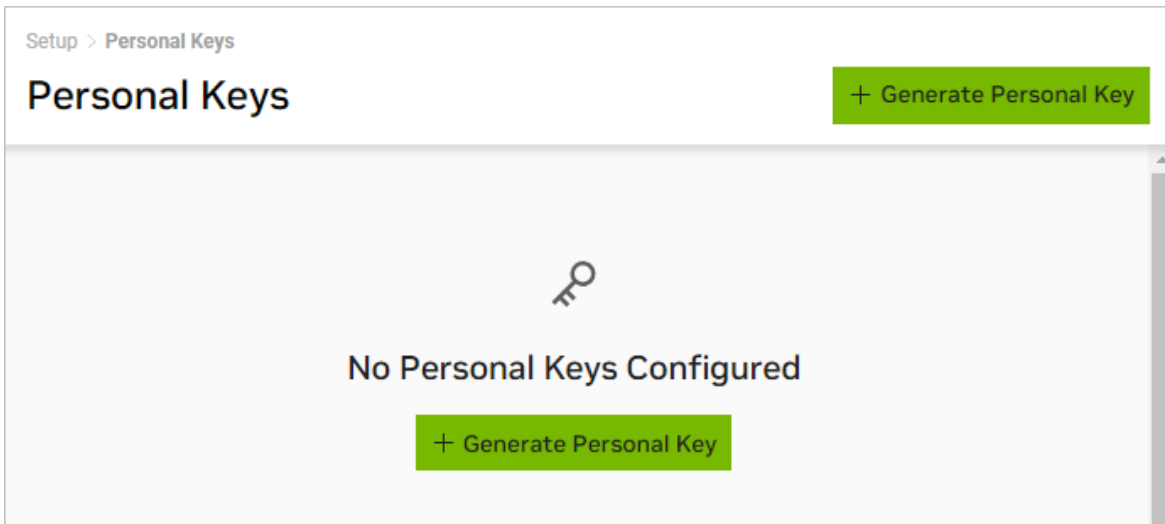 Setup > Personal Keys
Personal Keys
+ Generate Personal Key
No Personal Keys Configured
+ Generate Personal Key